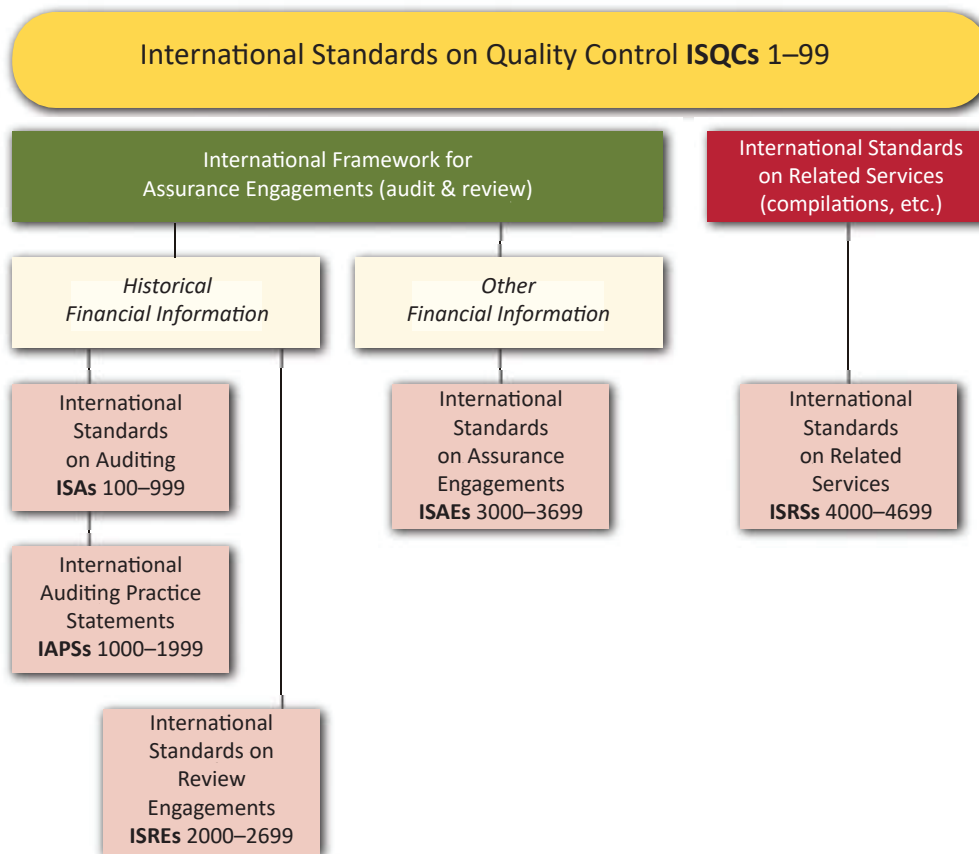 International Standards on Quality Control ISQCs 1–99
International Framework for
Assurance Engagements (audit & review)
International Standards
on Related Services
(compilations, etc.)
Historical
Financial Information
Other
Financial Information
International
Standards
on Auditing
ISAs 100–999
International
Standards
on Assurance
Engagements
ISAEs 3000–3699
International
Standards
on Related
Services
ISRSs 4000–4699
International
Auditing Practice
Statements
IAPSs 1000–1999
International
Standards on
Review
Engagements
ISREs 2000–2699